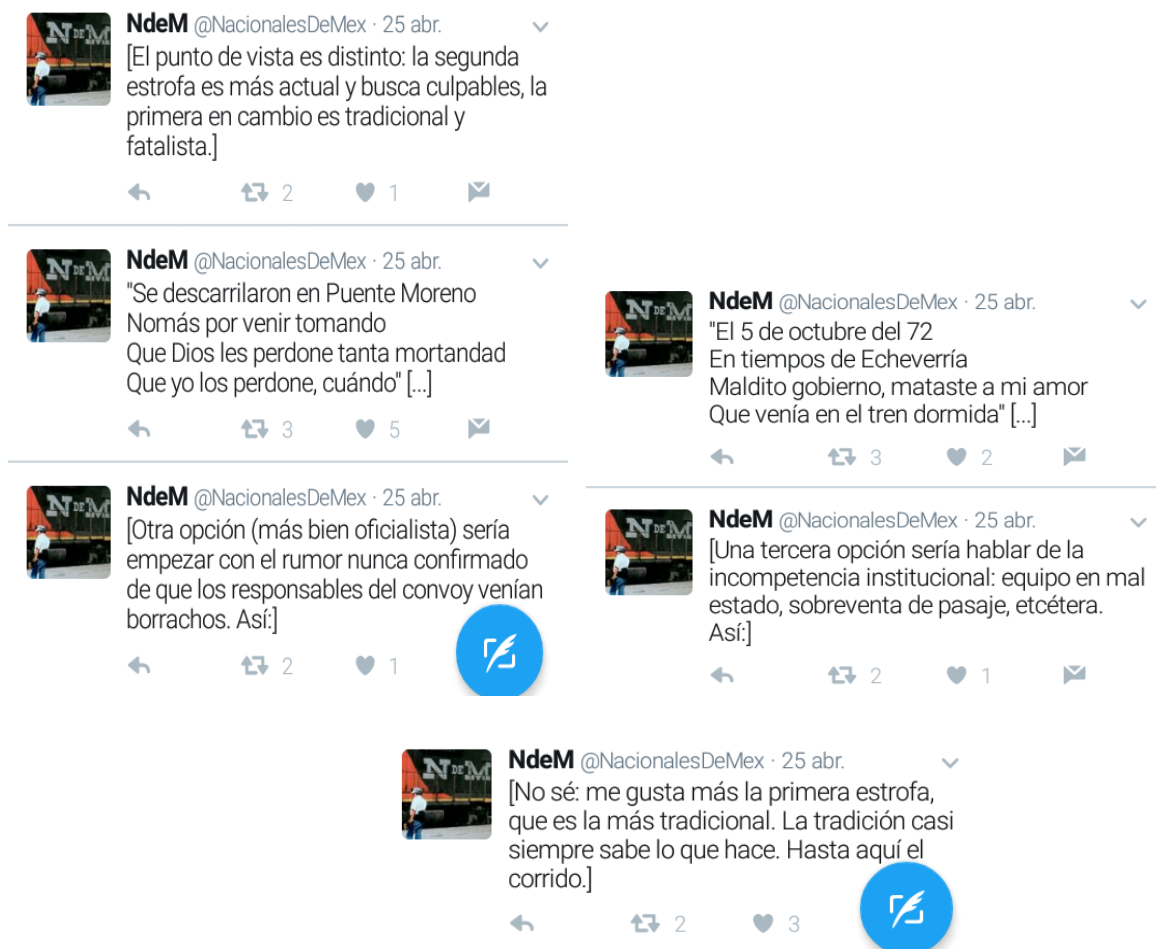 NdeM @NacionalesDeMex · 25 abr.
[El punto de vista es distinto: la segunda
estrofa es más actual y busca culpables, la
primera en cambio es tradicional y
fatalista.]
2 1
NdeM @NacionalesDeMex · 25 abr.
"Se descarrilaron en Puente Moreno
Nomás por venir tomando
Que Dios les perdone tanta mortandad
Que yo los perdone, cuándo" [...]
3 5
NdeM @NacionalesDeMex · 25 abr.
[Otra opción (más bien oficialista) sería
empezar con el rumor nunca confirmado
de que los responsables del convoy venían
borrachos. Así:]
2 1
NdeM @NacionalesDeMex · 25 abr.
"El 5 de octubre del 72
En tiempos de Echeverría
Maldito gobierno, mataste a mi amor
Que venía en el tren dormida" [...]
3 2
NdeM @NacionalesDeMex · 25 abr.
[Una tercera opción sería hablar de la
incompetencia institucional: equipo en mal
estado, sobreventa de pasaje, etcétera.
Así:]
2 1
NdeM @NacionalesDeMex · 25 abr.
[No sé: me gusta más la primera estrofa,
que es la más tradicional. La tradición casi
siempre sabe lo que hace. Hasta aquí el
corrido.]
2 3